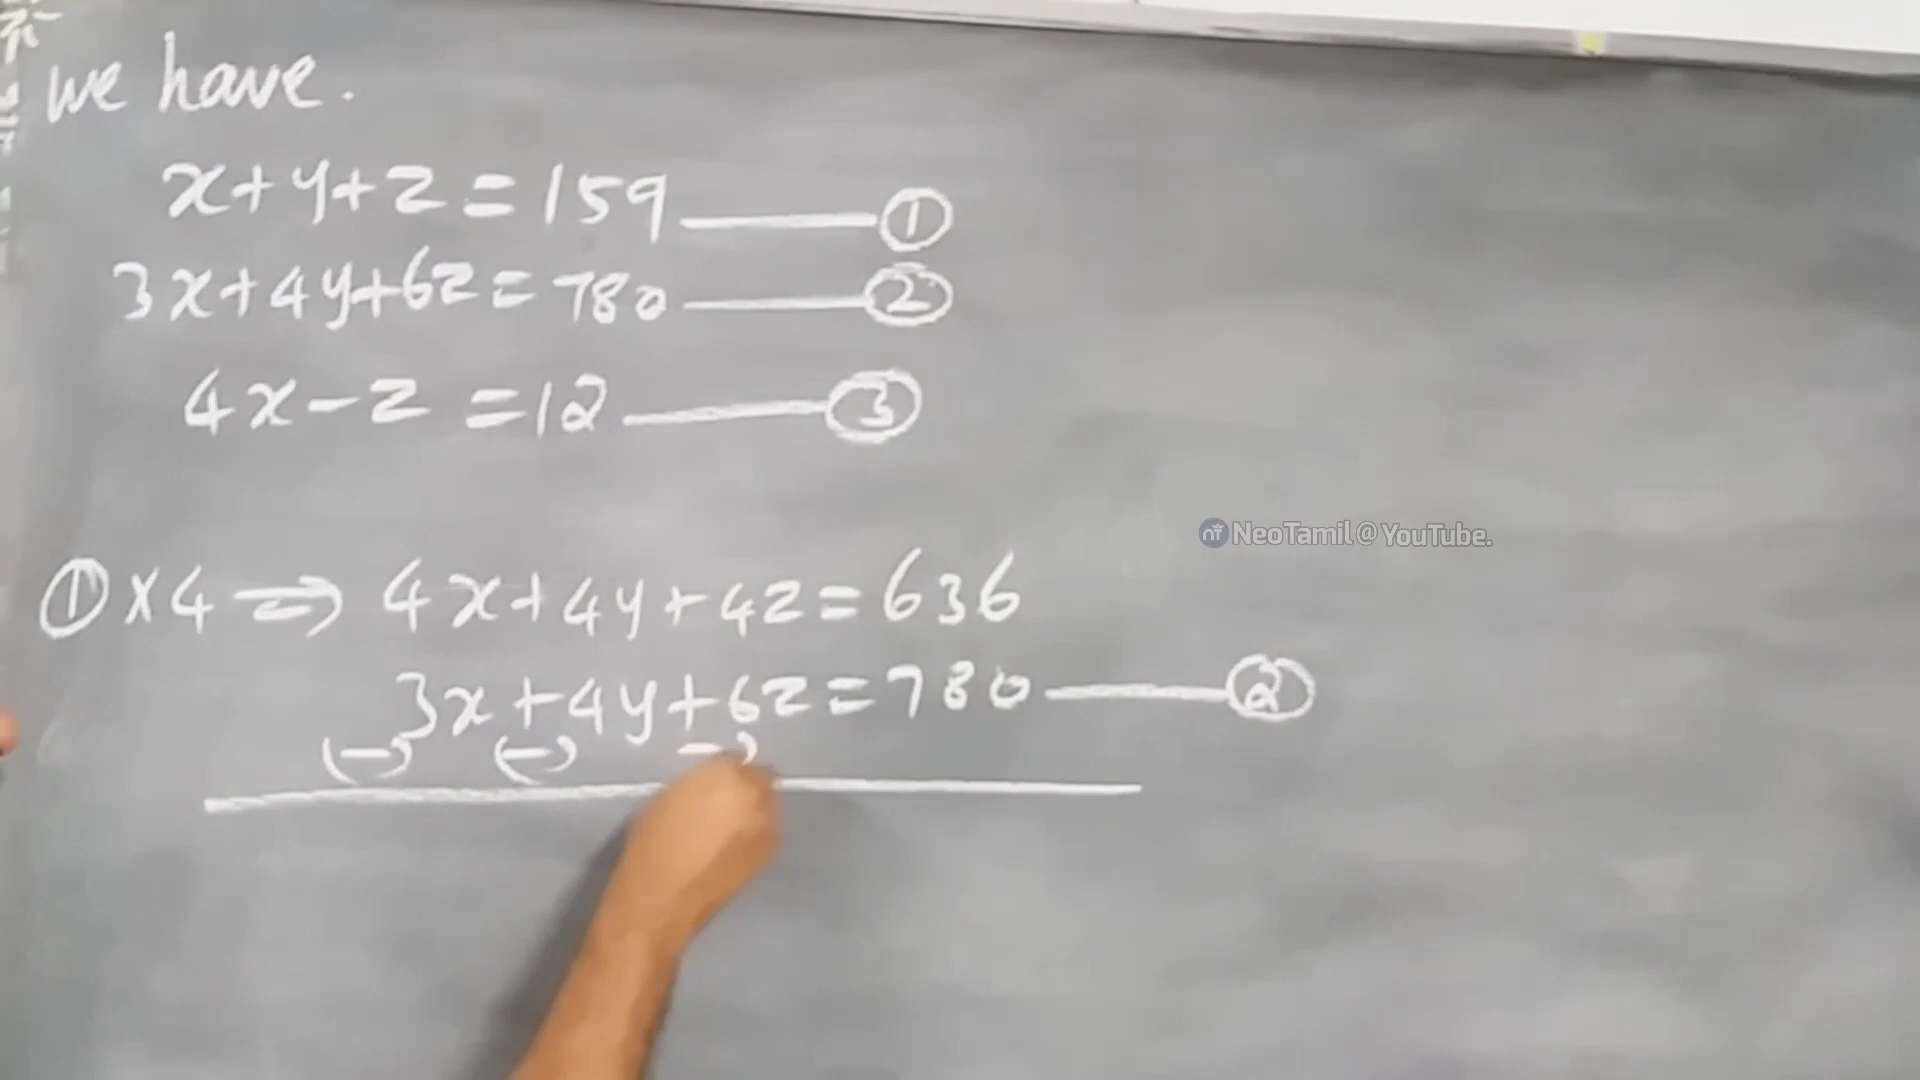 we have.
x+y+z=159 ——— ①
3x+4y+6z=780 ——— ②
4x-z =12 ——— ③
NeoTamil @ YouTube.
①×4 ⇒ 4x+4y+4z=636
3x+4y+6z=780 ——— ②
(-) (-) -)